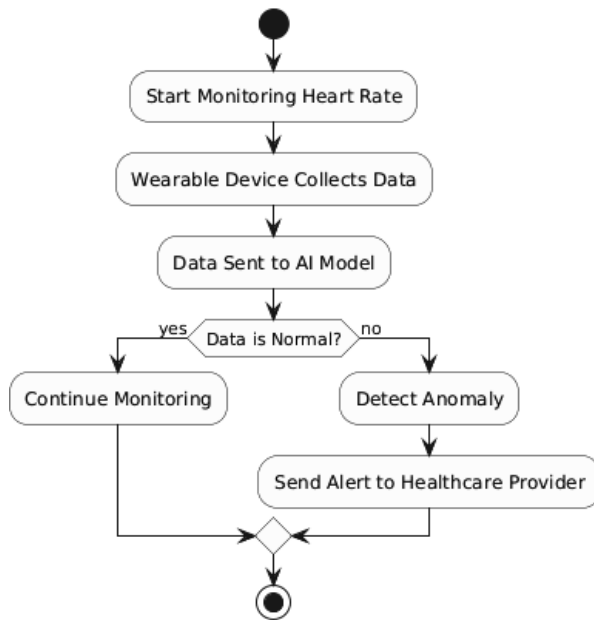 Start Monitoring Heart Rate
Wearable Device Collects Data
Data Sent to AI Model
yes
Data is Normal?
no
Continue Monitoring
Detect Anomaly
Send Alert to Healthcare Provider